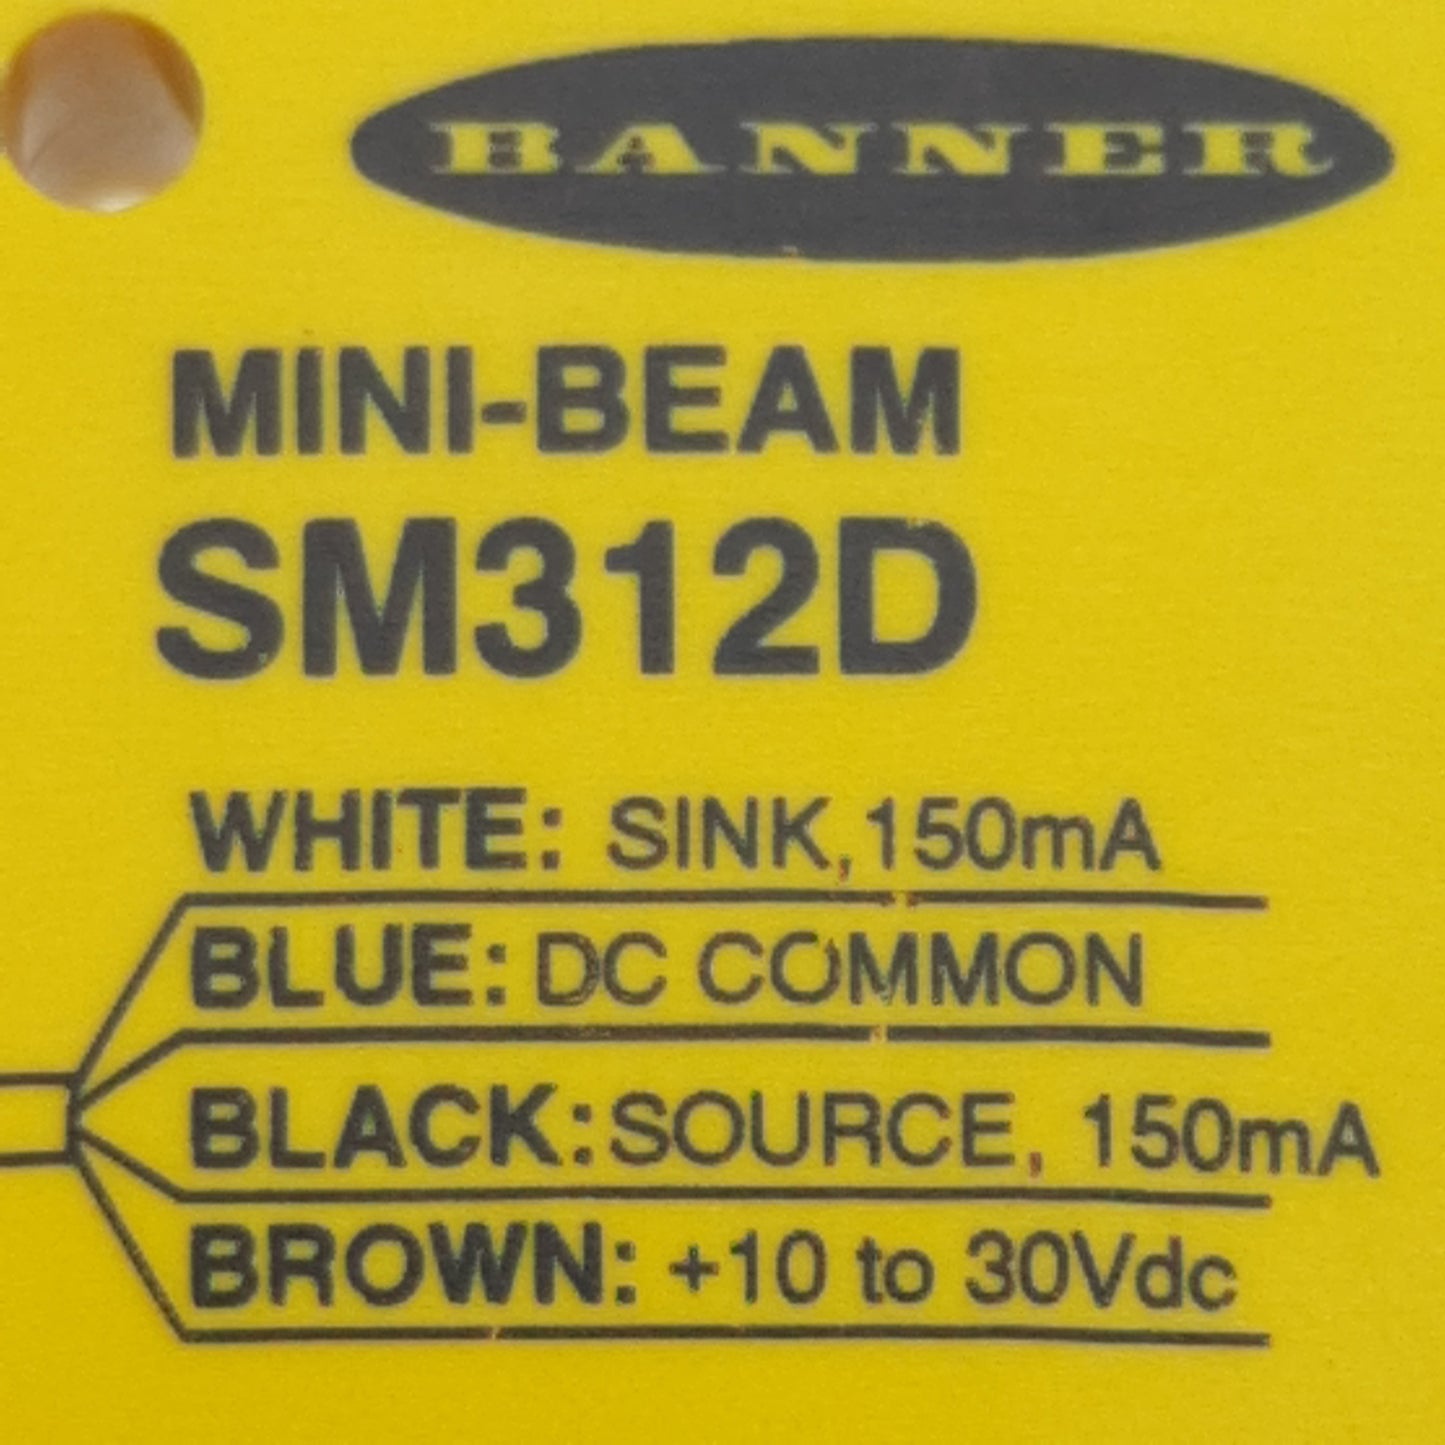 BANNER
MINI-BEAM
SM312D
WHITE: SINK,150mA
BLUE: DC COMMON
BLACK:SOURCE, 150mA
BROWN: +10 to 30Vdc